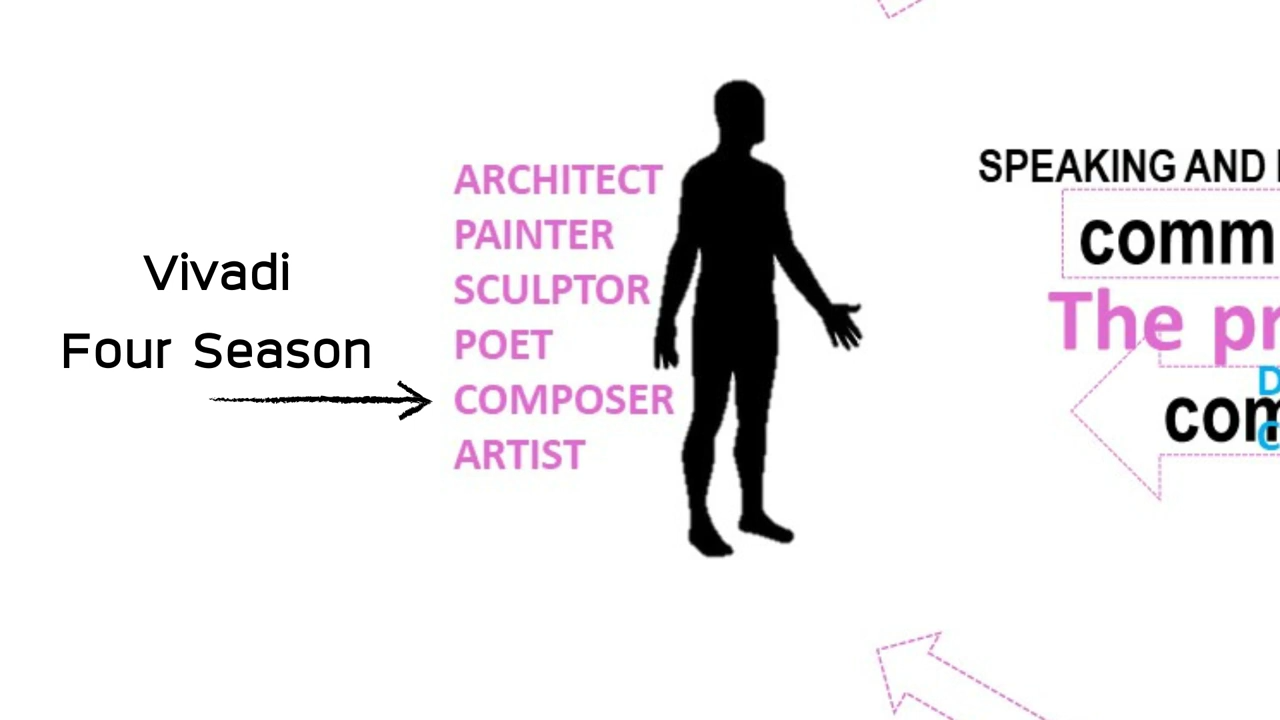 Vivadi
Four Season
ARCHITECT
PAINTER
SCULPTOR
POET
COMPOSER
ARTIST
SPEAKING AND
comm
The pr
com
D
C